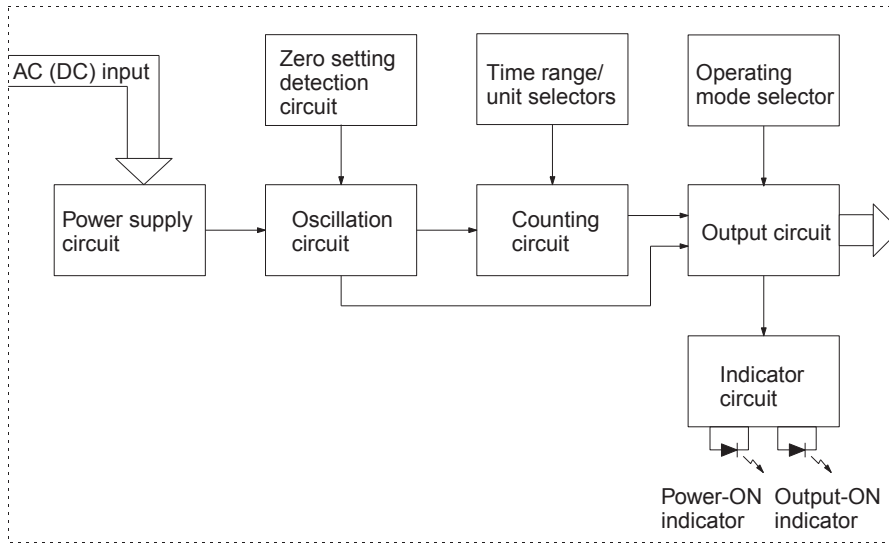 AC (DC) input
Zero setting
detection
circuit
Time range/
unit selectors
Operating
mode selector
Power supply
circuit
Oscillation
circuit
Counting
circuit
Output circuit
Indicator
circuit
Power-ON
indicator
Output-ON
indicator